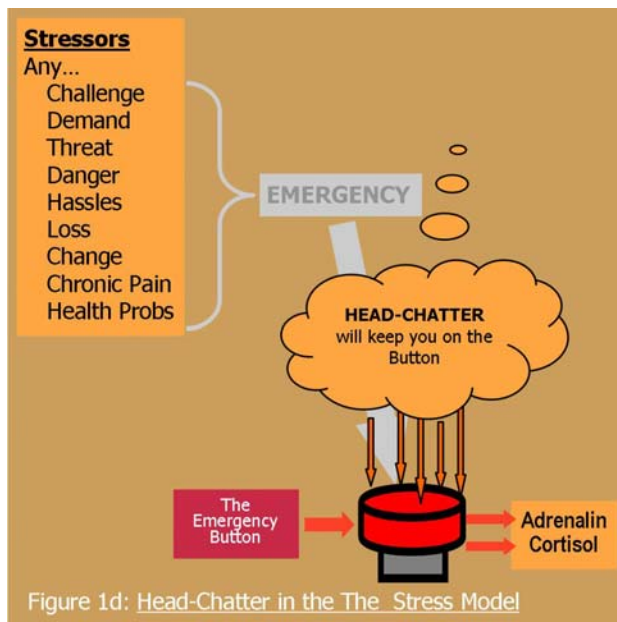 Stressors
Any...
Challenge
Demand
Threat
Danger
Hassles
Loss
Change
Chronic Pain
Health Probs
EMERGENCY
HEAD-CHATTER
will keep you on the
Button
The
Emergency
Button
Adrenalin
Cortisol
Figure 1d: Head-Chatter in the The Stress Model